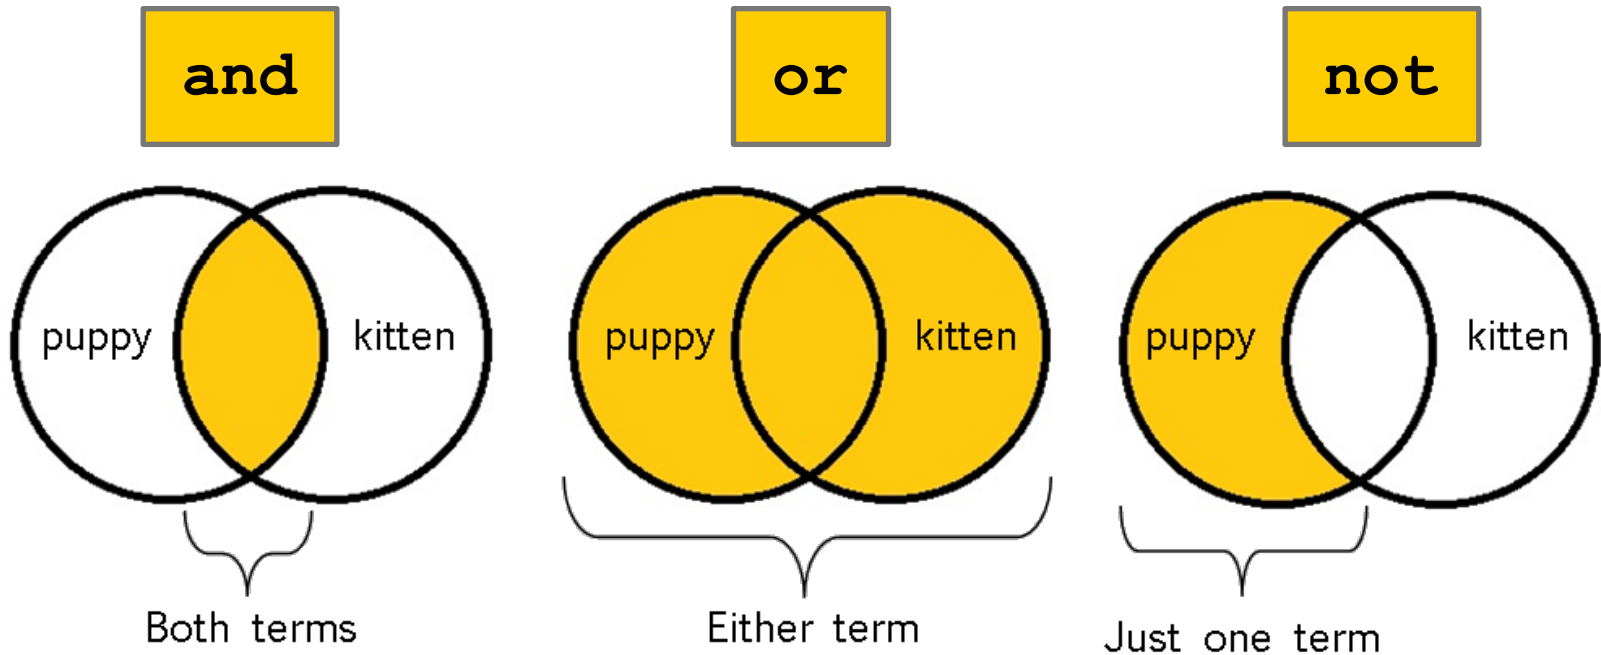 and
or
not
puppy
kitten
puppy
kitten
puppy
kitten
Both terms
Either term
Just one term